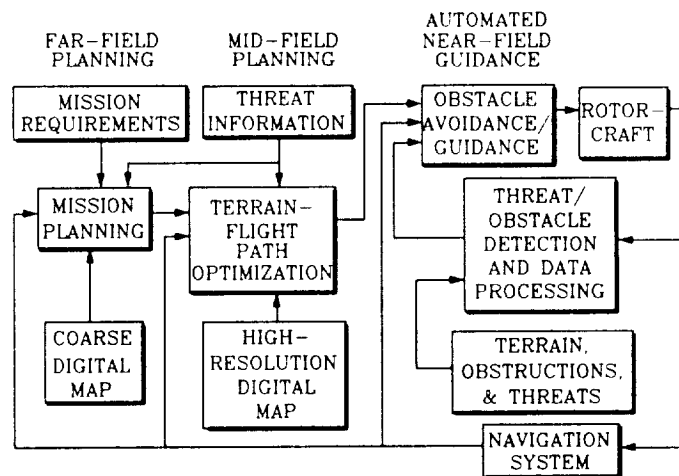 FAR-FIELD
PLANNING
MID-FIELD
PLANNING
AUTOMATED
NEAR-FIELD
GUIDANCE
MISSION
REQUIREMENTS
THREAT
INFORMATION
OBSTACLE
AVOIDANCE/
GUIDANCE
ROTOR-
CRAFT
MISSION
PLANNING
TERRAIN-
FLIGHT
PATH
OPTIMIZATION
THREAT/
OBSTACLE
DETECTION
AND DATA
PROCESSING
COARSE
DIGITAL
MAP
HIGH-
RESOLUTION
DIGITAL
MAP
TERRAIN,
OBSTRUCTIONS,
& THREATS
NAVIGATION
SYSTEM